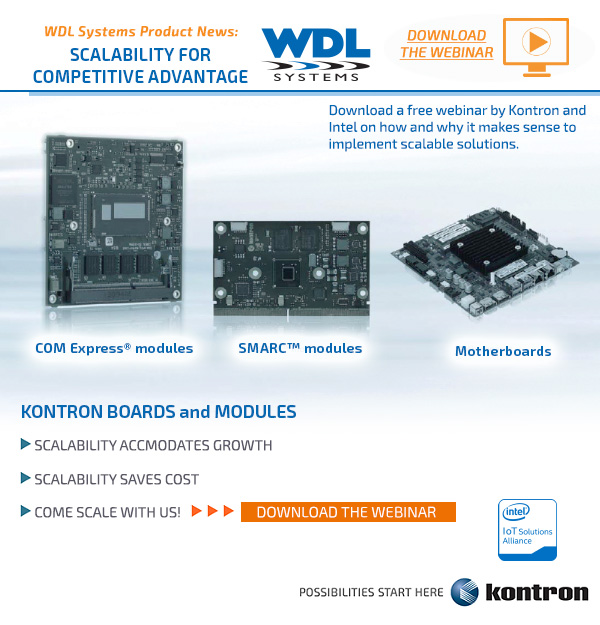 WDL Systems Product News:
SCALABILITY FOR
COMPETITIVE ADVANTAGE
WDL
SYSTEMS
DOWNLOAD
THE WEBINAR
Download a free webinar by Kontron and
Intel on how and why it makes sense to
implement scalable solutions.
COM Express® modules
SMARC™ modules
Motherboards
KONTRON BOARDS and MODULES
SCALABILITY ACCMODATES GROWTH
SCALABILITY SAVES COST
COME SCALE WITH US!
DOWNLOAD THE WEBINAR
intel
IoT Solutions
Alliance
POSSIBILITIES START HERE
kontron